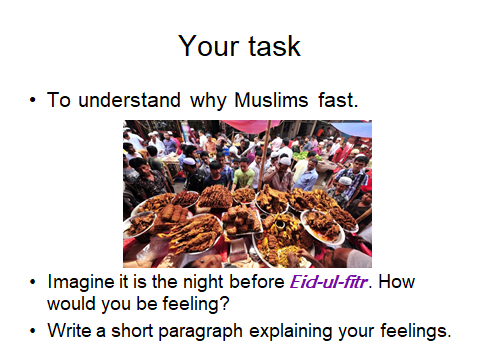 Your task
• To understand why Muslims fast.
• Imagine it is the night before Eid-ul-fitr. How
would you be feeling?
• Write a short paragraph explaining your feelings.